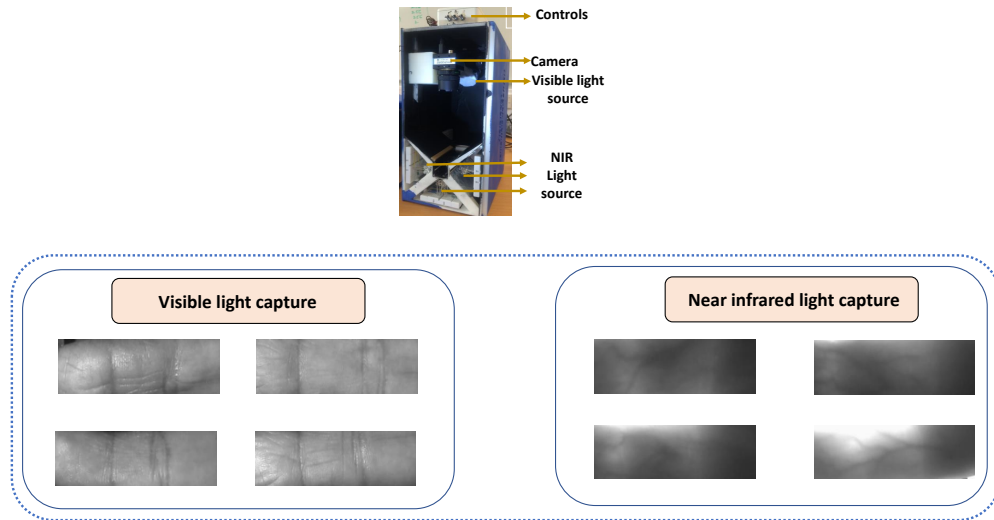 Controls
Camera
Visible light
source
NIR
Light
source
Visible light capture
Near infrared light capture